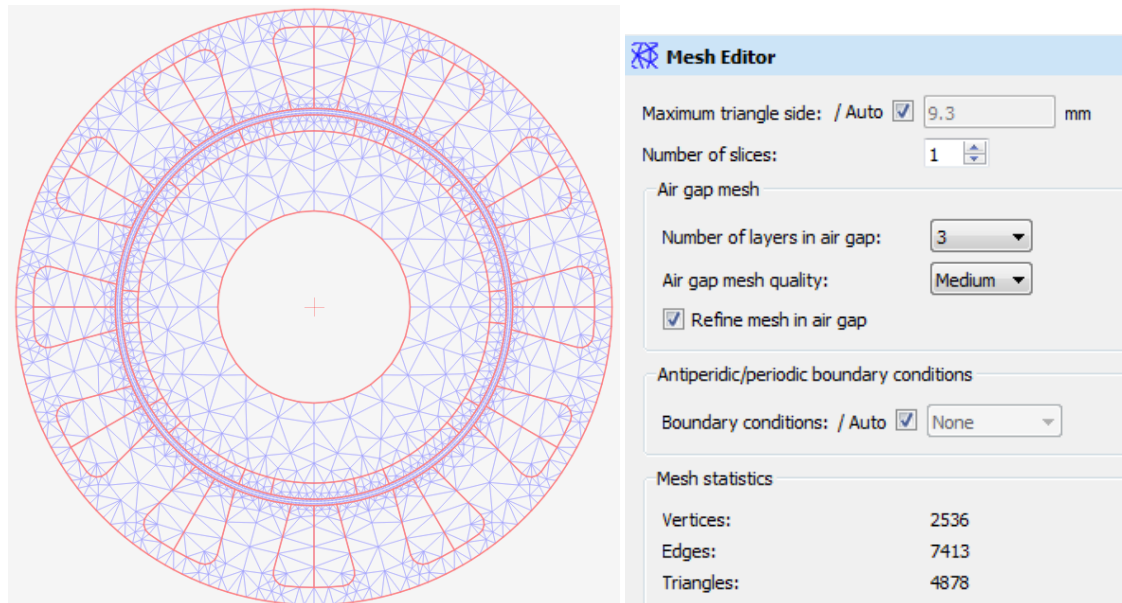 Mesh Editor
Maximum triangle side: / Auto 9.3 mm
Number of slices: 1
Air gap mesh
Number of layers in air gap: 3
Air gap mesh quality: Medium
Refine mesh in air gap
Antiperidic/periodic boundary conditions
Boundary conditions: / Auto None
Mesh statistics
Vertices: 2536
Edges: 7413
Triangles: 4878